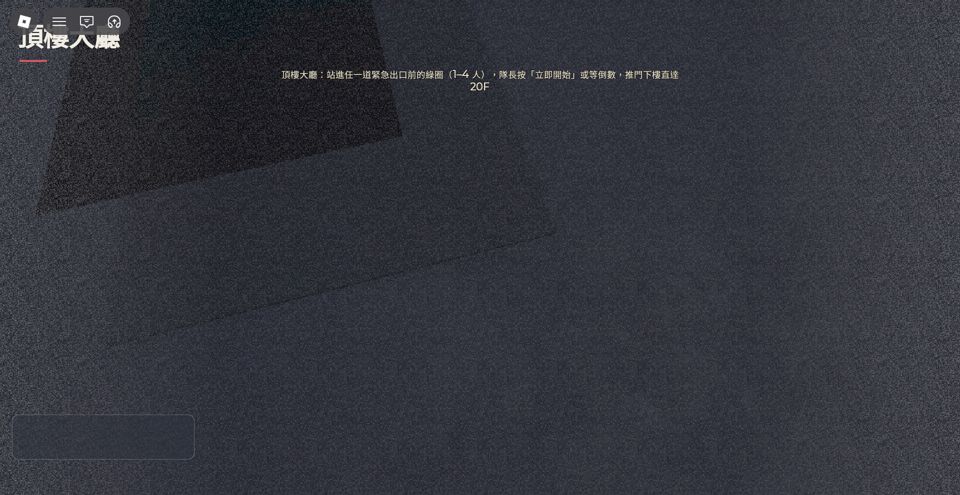 頂樓大廳
頂樓大廳：站進任一道緊急出口前的綠圈（1–4 人），隊長按「立即開始」或等倒數，推門下樓直達
20F